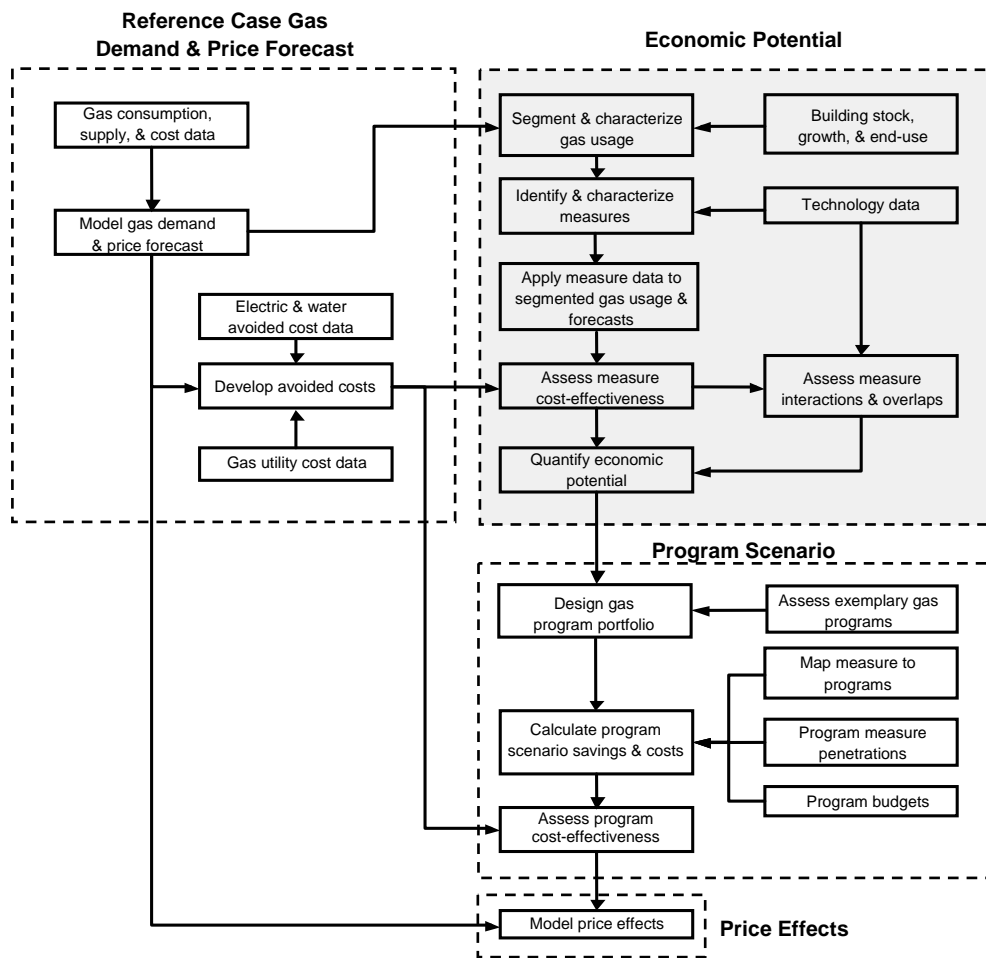 Reference Case Gas
Demand & Price Forecast
Gas consumption,
supply, & cost data
Model gas demand
& price forecast
Electric & water
avoided cost data
Develop avoided costs
Gas utility cost data
Economic Potential
Segment & characterize
gas usage
Building stock,
growth, & end-use
Identify & characterize
measures
Technology data
Apply measure data to
segmented gas usage &
forecasts
Assess measure
cost-effectiveness
Assess measure
interactions & overlaps
Quantify economic
potential
Program Scenario
Design gas
program portfolio
Assess exemplary gas
programs
Map measure to
programs
Calculate program
scenario savings & costs
Program measure
penetrations
Program budgets
Assess program
cost-effectiveness
Model price effects
Price Effects